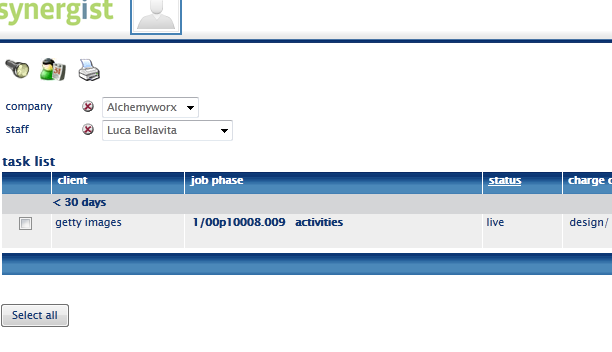 synergist
company Alchemyworx
staff Luca Bellavita
task list
client job phase status charge
< 30 days
getty images 1/00p10008.009 activities live design/
Select all